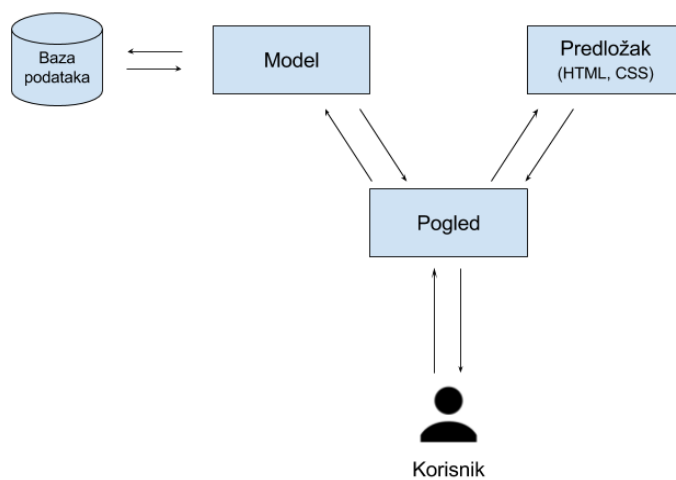 Baza
podataka
Model
Predložak
(HTML, CSS)
Pogled
Korisnik